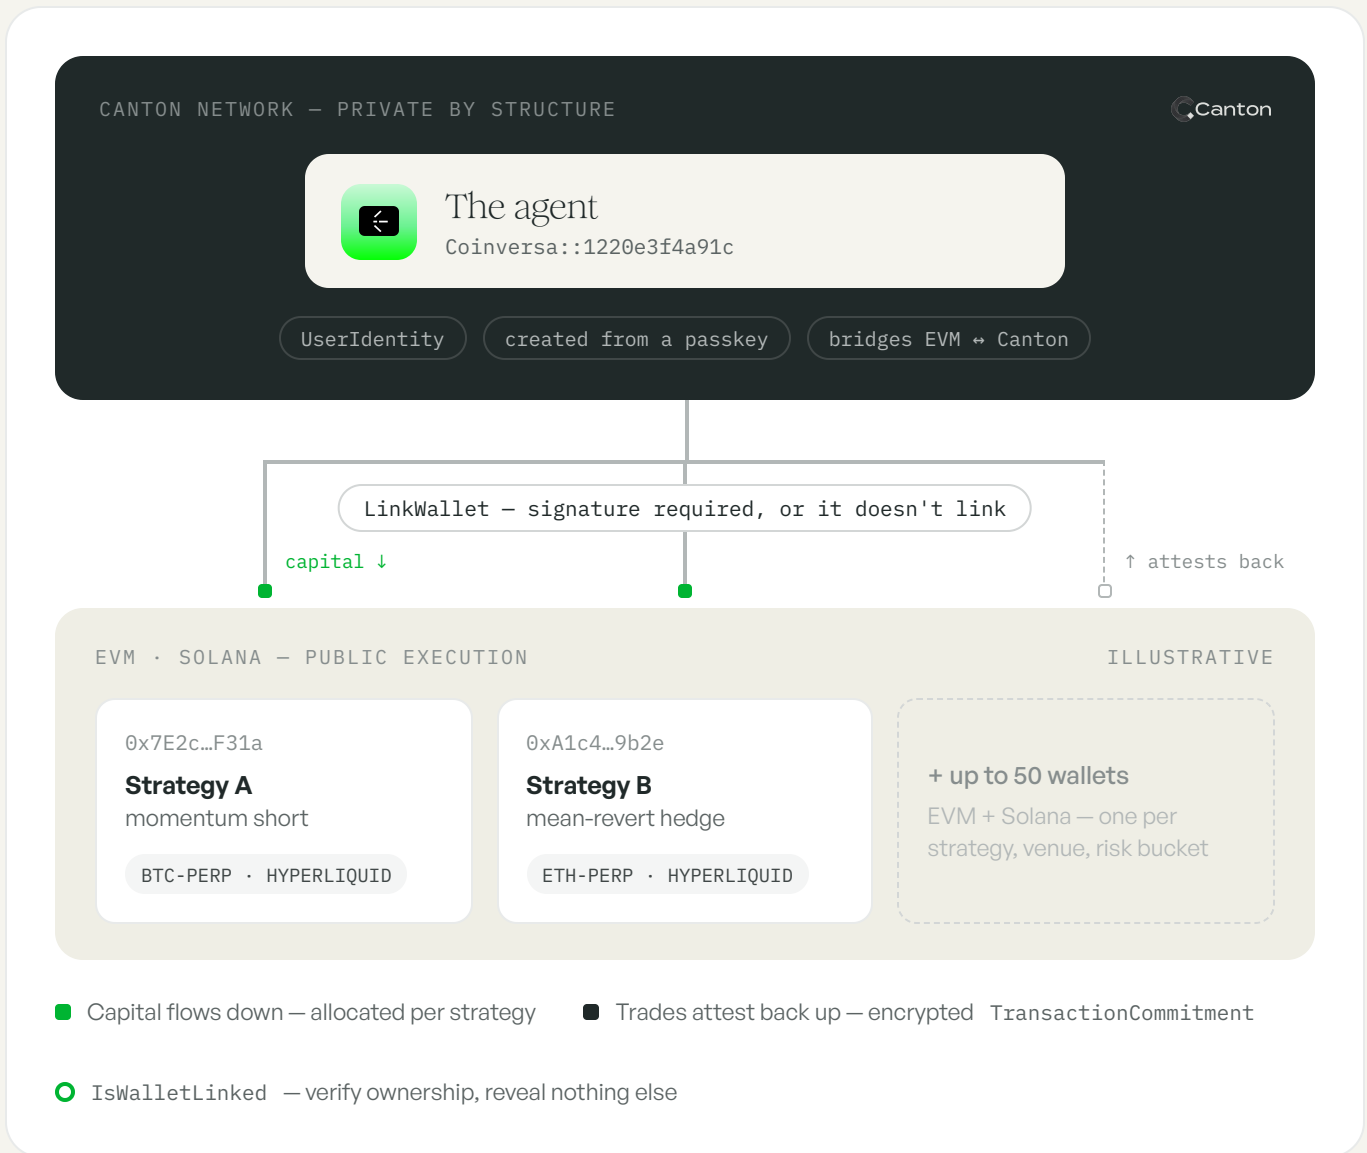 CANTON NETWORK — PRIVATE BY STRUCTURE
Canton
The agent
Coinversa::1220e3f4a91c
UserIdentity
created from a passkey
bridges EVM ↔ Canton
LinkWallet — signature required, or it doesn't link
capital ↓
↑ attests back
EVM · SOLANA — PUBLIC EXECUTION
ILLUSTRATIVE
0x7E2c…F31a
Strategy A
momentum short
BTC-PERP · HYPERLIQUID
0xA1c4…9b2e
Strategy B
mean-revert hedge
ETH-PERP · HYPERLIQUID
+ up to 50 wallets
EVM + Solana — one per
strategy, venue, risk bucket
Capital flows down — allocated per strategy
Trades attest back up — encrypted TransactionCommitment
IsWalletLinked — verify ownership, reveal nothing else